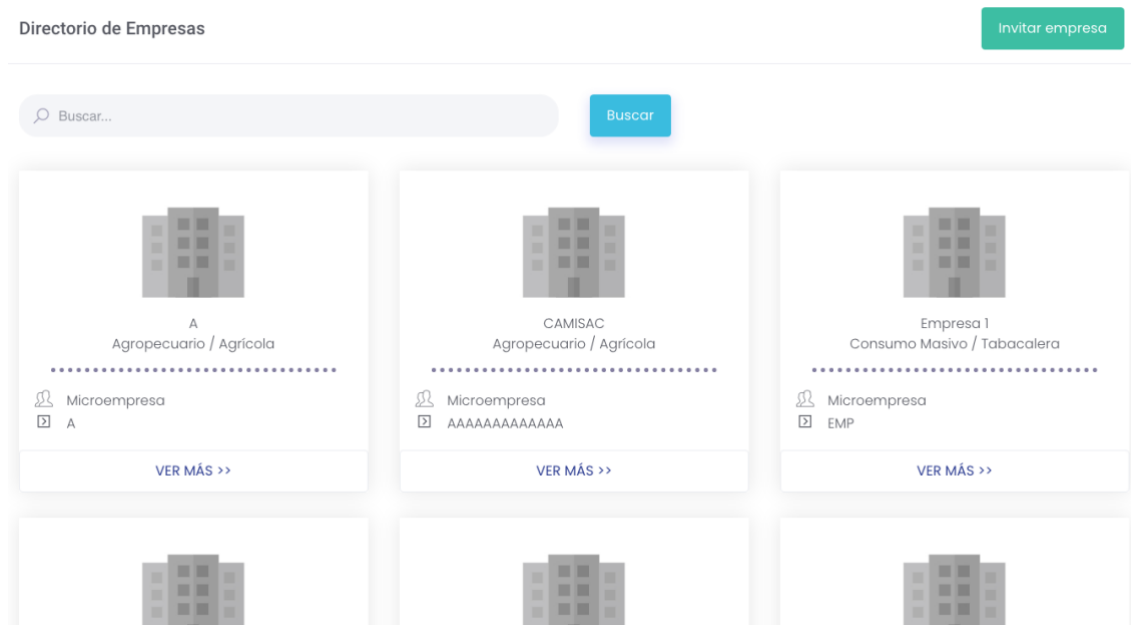 Directorio de Empresas
Invitar empresa
Buscar...
Buscar
A
Agropecuario / Agrícola
Microempresa
A
VER MÁS >>
CAMISAC
Agropecuario / Agrícola
Microempresa
AAAAAAAAAAAAA
VER MÁS >>
Empresa 1
Consumo Masivo / Tabacalera
Microempresa
EMP
VER MÁS >>